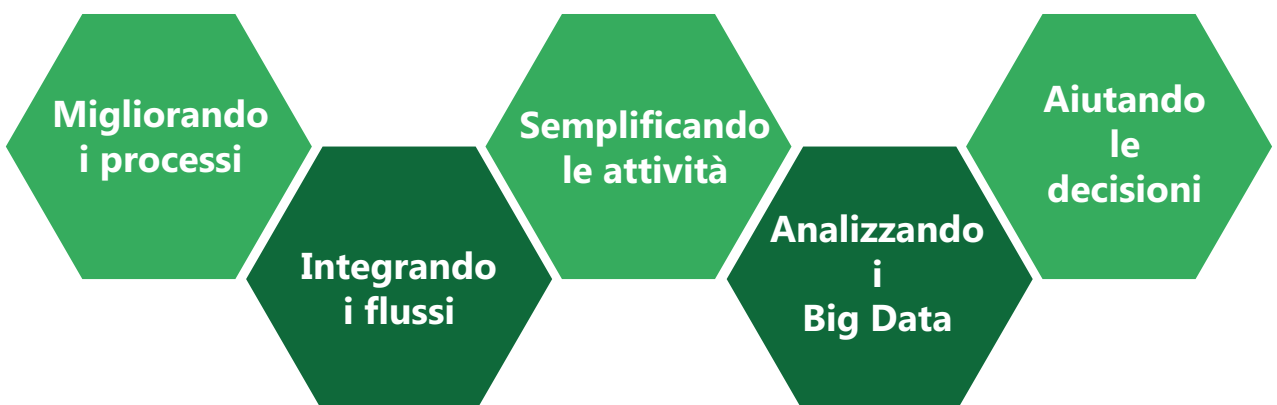 Migliorando
i processi
Integrando
i flussi
Semplificando
le attività
Analizzando
i
Big Data
Aiutando
le
decisioni